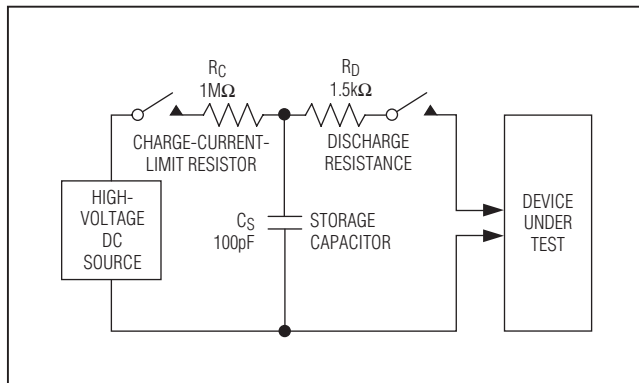 RC
1MΩ
CHARGE-CURRENT-
LIMIT RESISTOR
RD
1.5kΩ
DISCHARGE
RESISTANCE
HIGH-
VOLTAGE
DC
SOURCE
CS
100pF
STORAGE
CAPACITOR
DEVICE
UNDER
TEST